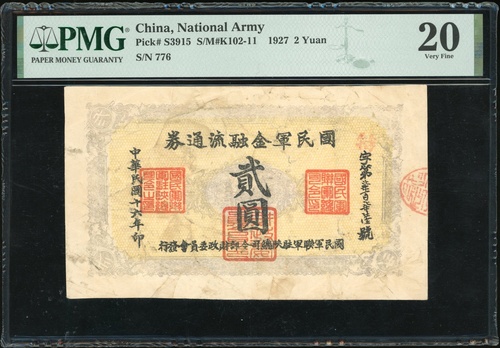 PMG
PAPER MONEY GUARANTY
China, National Army
Pick# S3915 S/M#K102-11 1927 2 Yuan
S/N 776
20
Very Fine
券通流融金軍民國
貳圓
中華民國十六年印
行發會員委政財部令司總陝駐軍聯軍民國